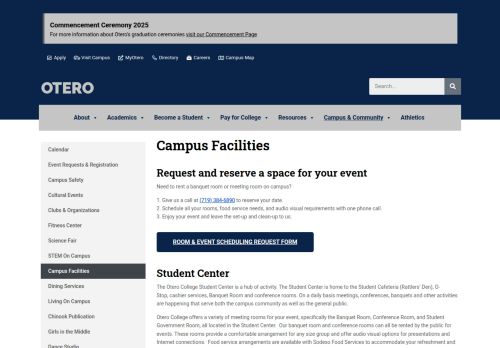 Commencement Ceremony 2025
For more information about Otero's graduation ceremonies visit our Commencement Page
Apply Visit Campus MyOtero Directory Careers Campus Map
OTERO
Search...
About Academics Become a Student Pay for College Resources Campus & Community Athletics
Calendar
Event Requests & Registration
Campus Safety
Cultural Events
Clubs & Organizations
Fitness Center
Science Fair
STEM On Campus
Campus Facilities
Dining Services
Living On Campus
Chinook Publication
Girls in the Middle
Dance Studio
Campus Facilities
Request and reserve a space for your event
Need to rent a banquet room or meeting room on campus?
1. Give us a call at (719) 384-6890 to reserve your date.
2. Schedule all your rooms, food service needs, and audio visual requirements with one phone call.
3. Enjoy your event and leave the set-up and clean-up to us.
ROOM & EVENT SCHEDULING REQUEST FORM
Student Center
The Otero College Student Center is a hub of activity. The Student Center is home to the Student Cafeteria (Rattlers' Den), O-
Stop, cashier services, Banquet Room and conference rooms. On a daily basis meetings, conferences, banquets and other activities
are happening that serve both the campus community as well as the general public.
Otero College offers a variety of meeting rooms for your event, specifically the Banquet Room, Conference Room, and Student
Government Room, all located in the Student Center. Our banquet room and conference rooms can all be rented by the public for
events. These rooms provide a comfortable arrangement for any size group and offer audio visual options for presentations and
Internet connections. Food service arrangements are available with Sodexo Food Services to accommodate your refreshment and